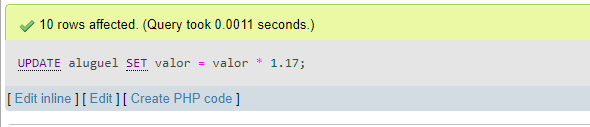 10 rows affected. (Query took 0.0011 seconds.)
UPDATE aluguel SET valor = valor * 1.17;
[ Edit inline ] [ Edit ] [ Create PHP code ]